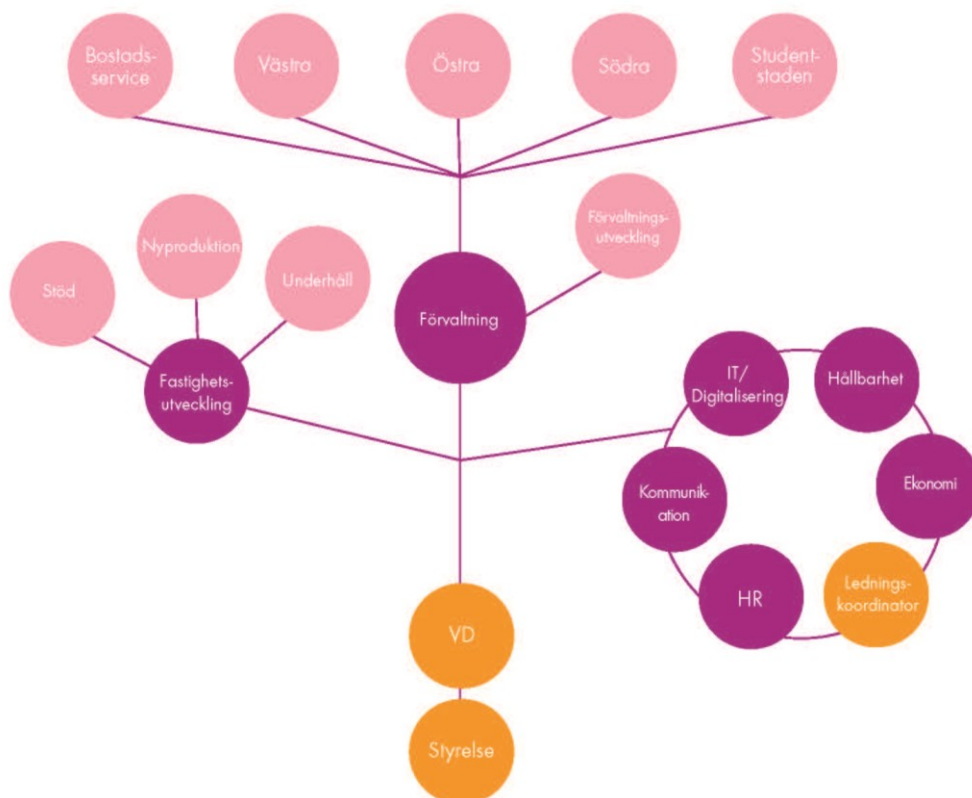 Bostads-
service
Västra
Östra
Södra
Student-
staden
Nyproduktion
Förvaltnings-
utveckling
Stöd
Underhåll
Förvaltning
Fastighets-
utveckling
IT/
Digitalisering
Hållbarhet
Kommunik-
ation
Ekonomi
HR
Lednings-
koordinator
VD
Styrelse